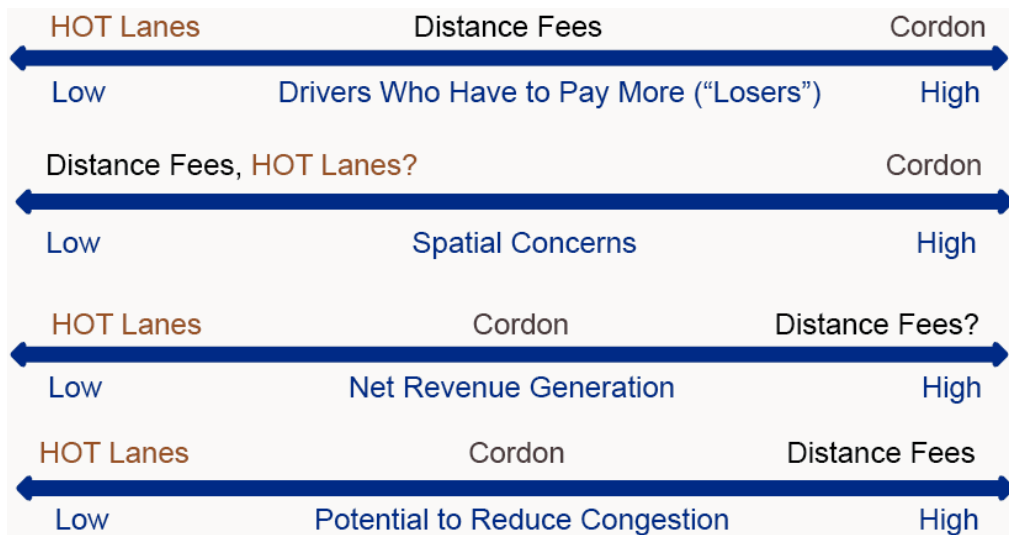 HOT Lanes Distance Fees Cordon
Low Drivers Who Have to Pay More (“Losers”) High
Distance Fees, HOT Lanes? Cordon
Low Spatial Concerns High
HOT Lanes Cordon Distance Fees?
Low Net Revenue Generation High
HOT Lanes Cordon Distance Fees
Low Potential to Reduce Congestion High